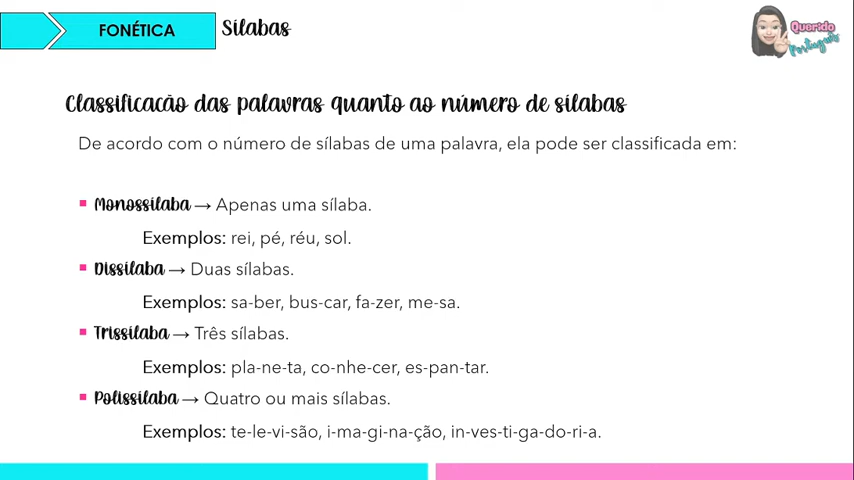 FONÉTICA
Sílabas
Querido
Português
Classificação das palavras quanto ao número de sílabas
De acordo com o número de sílabas de uma palavra, ela pode ser classificada em:
▪ Monossílaba → Apenas uma sílaba.
Exemplos: rei, pé, réu, sol.
▪ Dissílaba → Duas sílabas.
Exemplos: sa-ber, bus-car, fa-zer, me-sa.
▪ Trissílaba → Três sílabas.
Exemplos: pla-ne-ta, co-nhe-cer, es-pan-tar.
▪ Polissílaba → Quatro ou mais sílabas.
Exemplos: te-le-vi-são, i-ma-gi-na-ção, in-ves-ti-ga-do-ri-a.